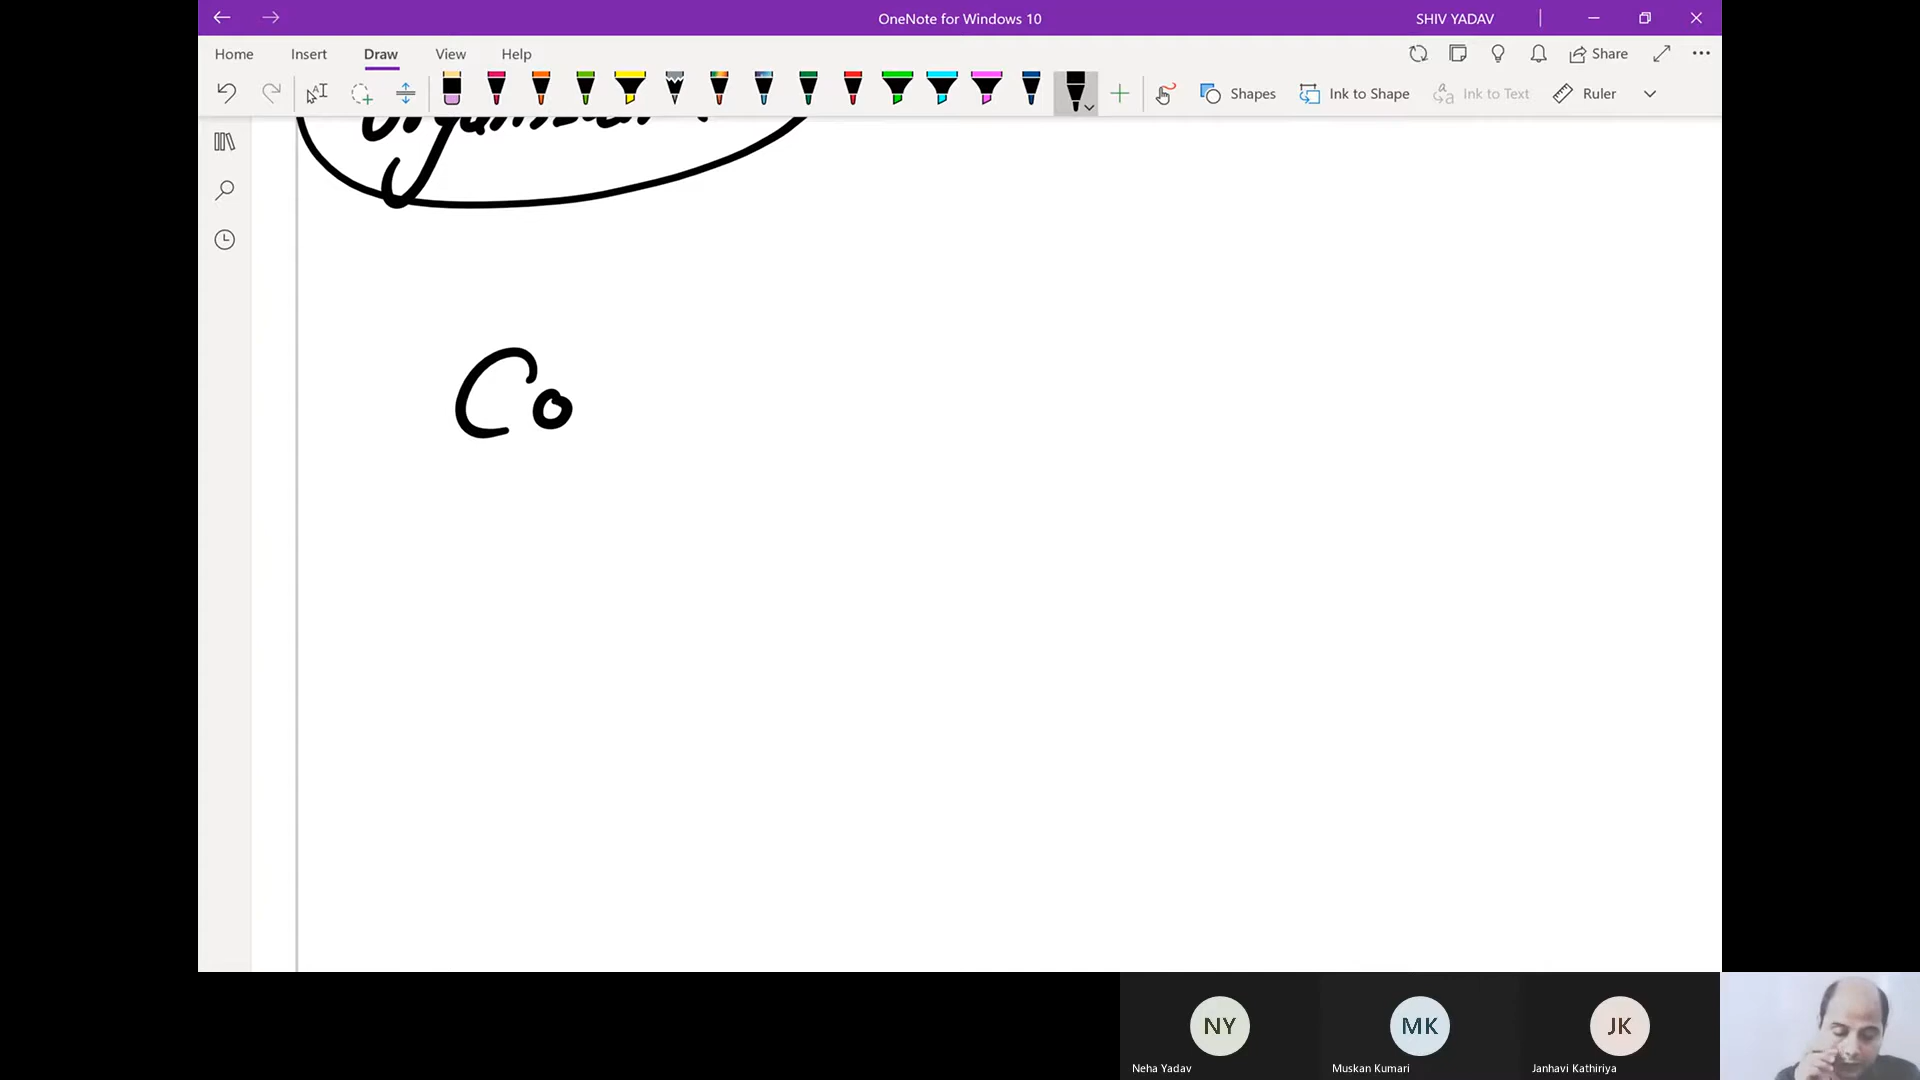 OneNote for Windows 10 SHIV YADAV
Home Insert Draw View Help Share
Shapes Ink to Shape Ink to Text Ruler
Co
NY MK JK
Neha Yadav Muskan Kumari Janhavi Kathiriya